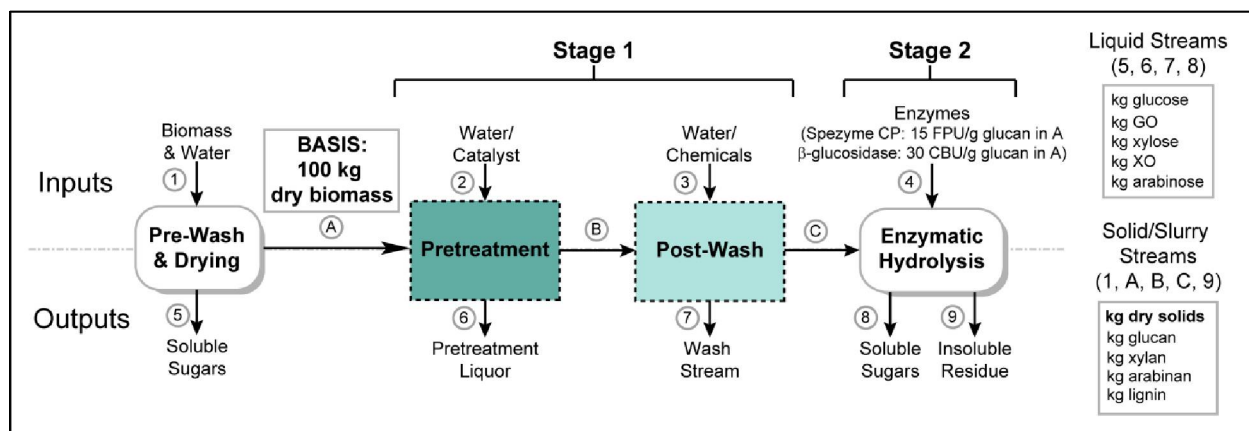 Stage 1
Stage 2
Liquid Streams
(5, 6, 7, 8)
kg glucose
kg GO
kg xylose
kg XO
kg arabinose
Inputs
Biomass
& Water
1
BASIS:
100 kg
dry biomass
A
Water/
Catalyst
2
Water/
Chemicals
3
Enzymes
(Spezyme CP: 15 FPU/g glucan in A
β-glucosidase: 30 CBU/g glucan in A)
4
Pre-Wash
& Drying
Pretreatment
B
Post-Wash
C
Enzymatic
Hydrolysis
Solid/Slurry
Streams
(1, A, B, C, 9)
kg dry solids
kg glucan
kg xylan
kg arabinan
kg lignin
Outputs
5
Soluble
Sugars
6
Pretreatment
Liquor
7
Wash
Stream
8
Soluble
Sugars
9
Insoluble
Residue